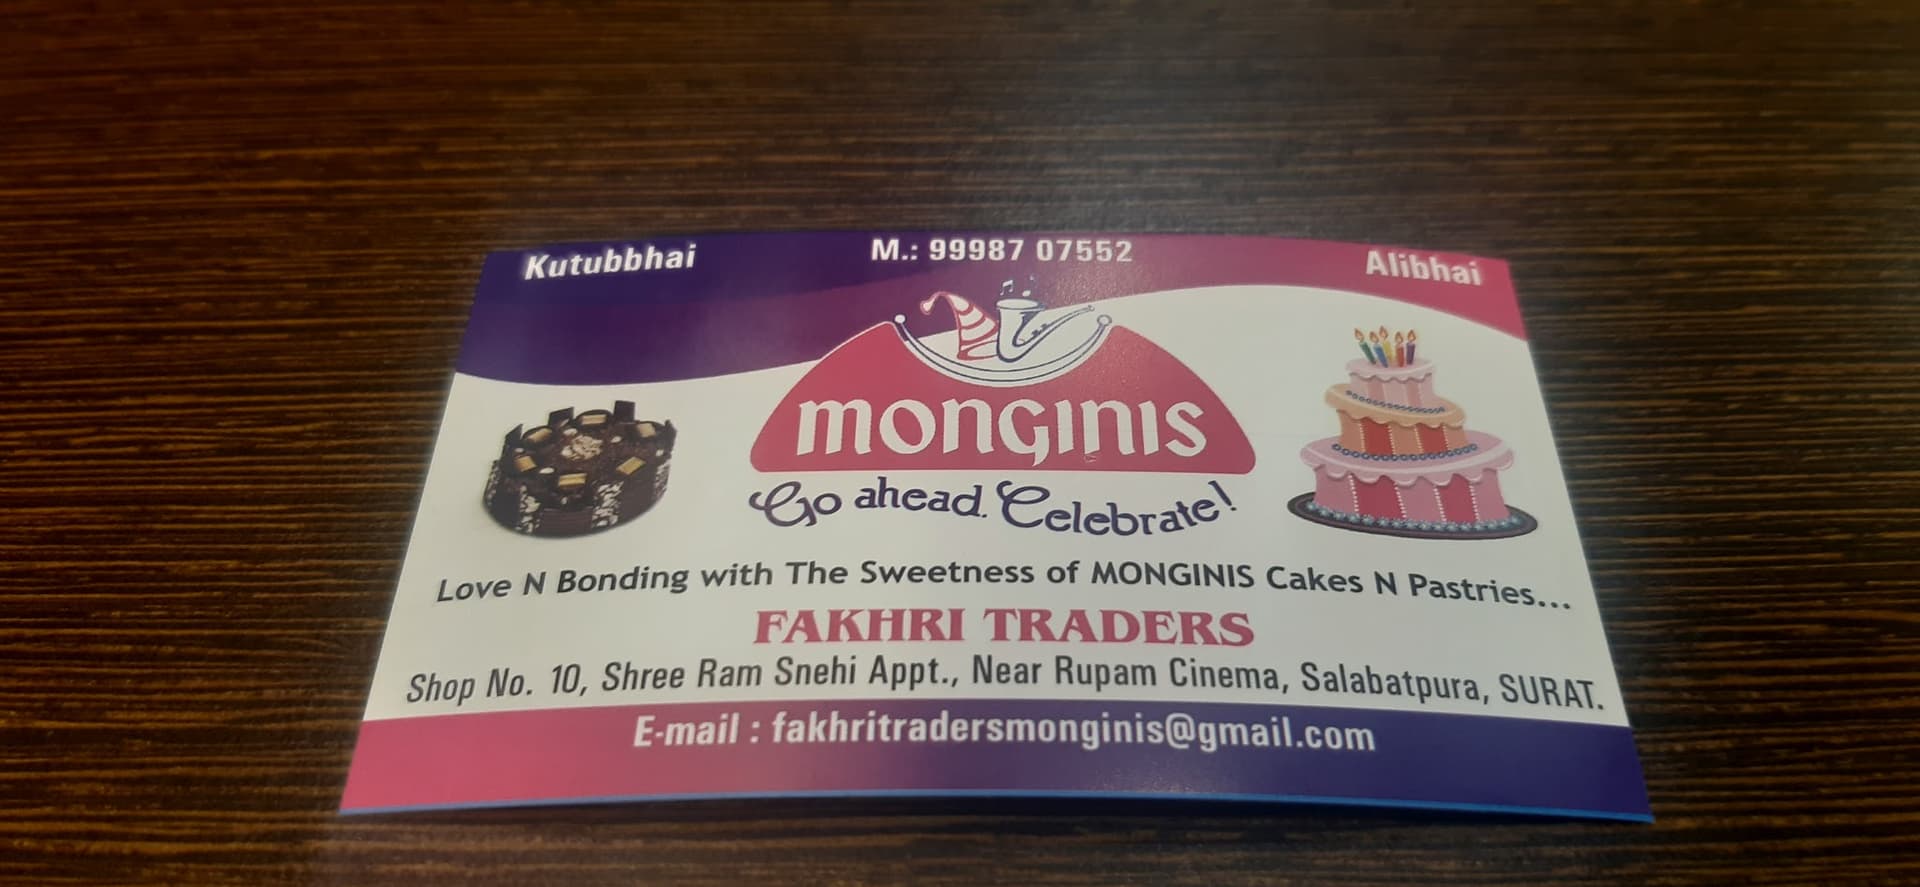 Kutubbhai M.: 99987 07552 Alibhai
monginis
Go ahead. Celebrate!
Love N Bonding with The Sweetness of MONGINIS Cakes N Pastries...
FAKHRI TRADERS
Shop No. 10, Shree Ram Snehi Appt., Near Rupam Cinema, Salabatpura, SURAT.
E-mail : fakhritradersmonginis@gmail.com